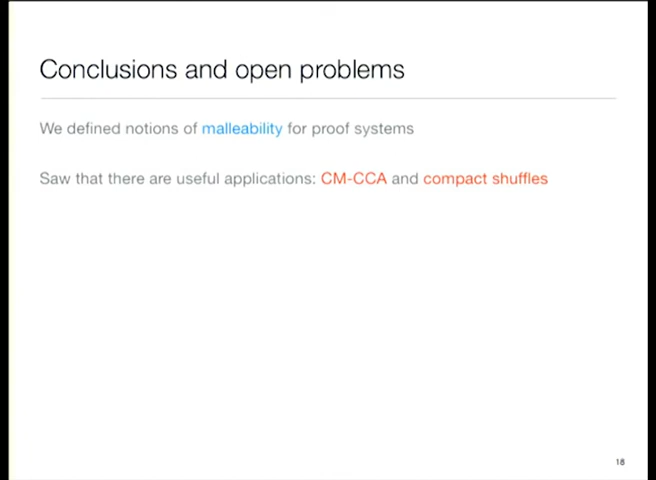 Conclusions and open problems
We defined notions of malleability for proof systems
Saw that there are useful applications: CM-CCA and compact shuffles
18